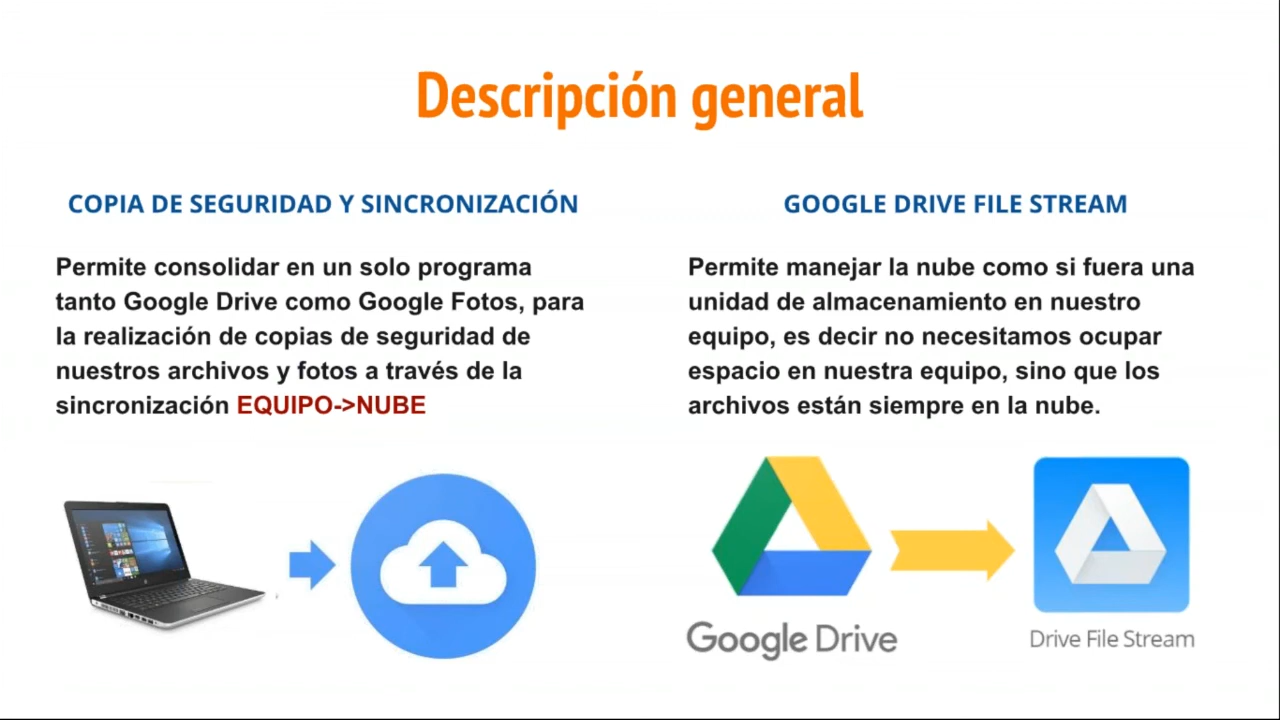 Descripción general
COPIA DE SEGURIDAD Y SINCRONIZACIÓN
Permite consolidar en un solo programa
tanto Google Drive como Google Fotos, para
la realización de copias de seguridad de
nuestros archivos y fotos a través de la
sincronización EQUIPO->NUBE
GOOGLE DRIVE FILE STREAM
Permite manejar la nube como si fuera una
unidad de almacenamiento en nuestro
equipo, es decir no necesitamos ocupar
espacio en nuestra equipo, sino que los
archivos están siempre en la nube.
Google Drive
Drive File Stream